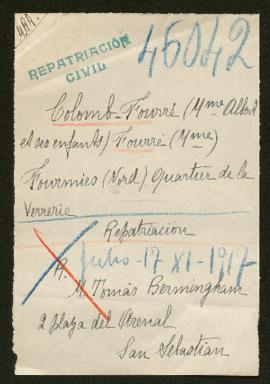 REPATRIACIÓN
CIVIL
45042
Colomb-Fourré (Mme Albert
et ses enfants) Fourré (Mme)
Fourmies (Nord) Quartier de la
Verrerie
Repatriación
Julio-17 XI-1917
R.
M. Tomás Bermingham
2 plaza del Arenal
San Sebastián